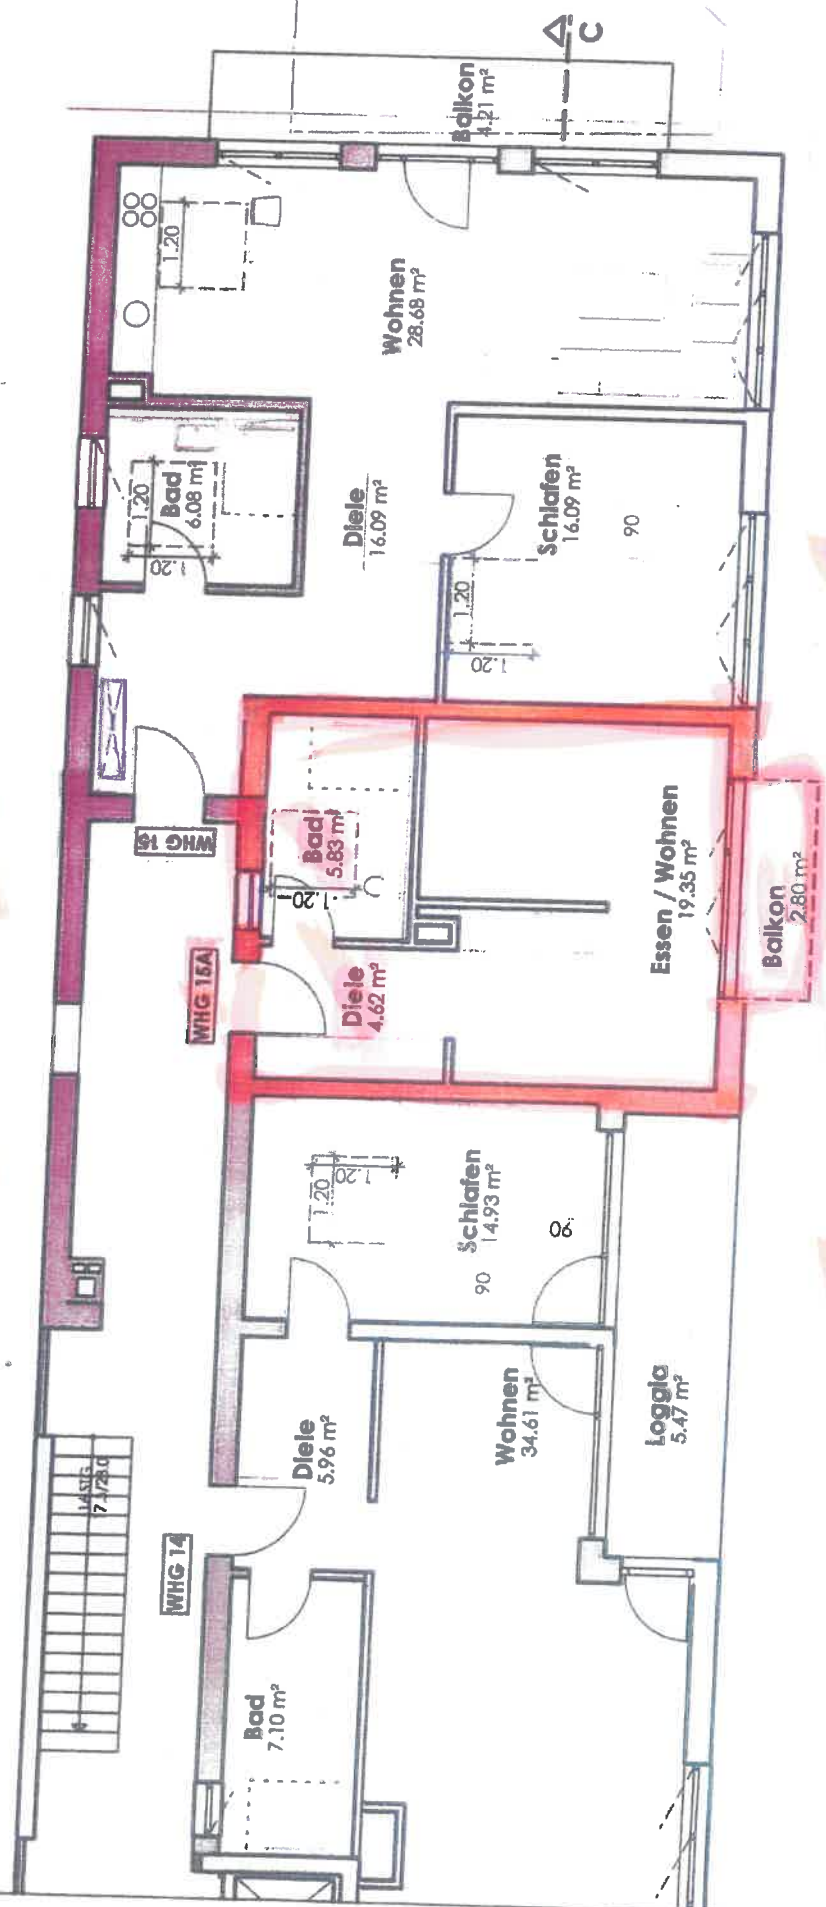 C
Balkon
4.21 m²
1.20
Wohnen
28.68 m²
Bad
6.08 m²
1.20
1.20
Diele
16.09 m²
Schlafen
16.09 m²
90
1.20
1.20
WHG 16
Bad
5.83 m²
1.20
WHG 15A
Diele
4.62 m²
Essen / Wohnen
19.35 m²
Balkon
2.80 m²
1.20
1.20
Schlafen
14.93 m²
90
90
Diele
5.96 m²
Wohnen
34.61 m²
Loggia
5.47 m²
WHG 14
Bad
7.10 m²